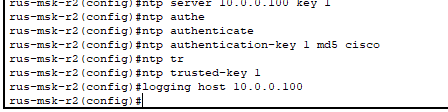 rus-msk-r2(config)#ntp server 10.0.0.100 key 1
rus-msk-r2(config)#ntp authe
rus-msk-r2(config)#ntp authenticate
rus-msk-r2(config)#ntp authentication-key 1 md5 cisco
rus-msk-r2(config)#ntp tr
rus-msk-r2(config)#ntp trusted-key 1
rus-msk-r2(config)#logging host 10.0.0.100
rus-msk-r2(config)#